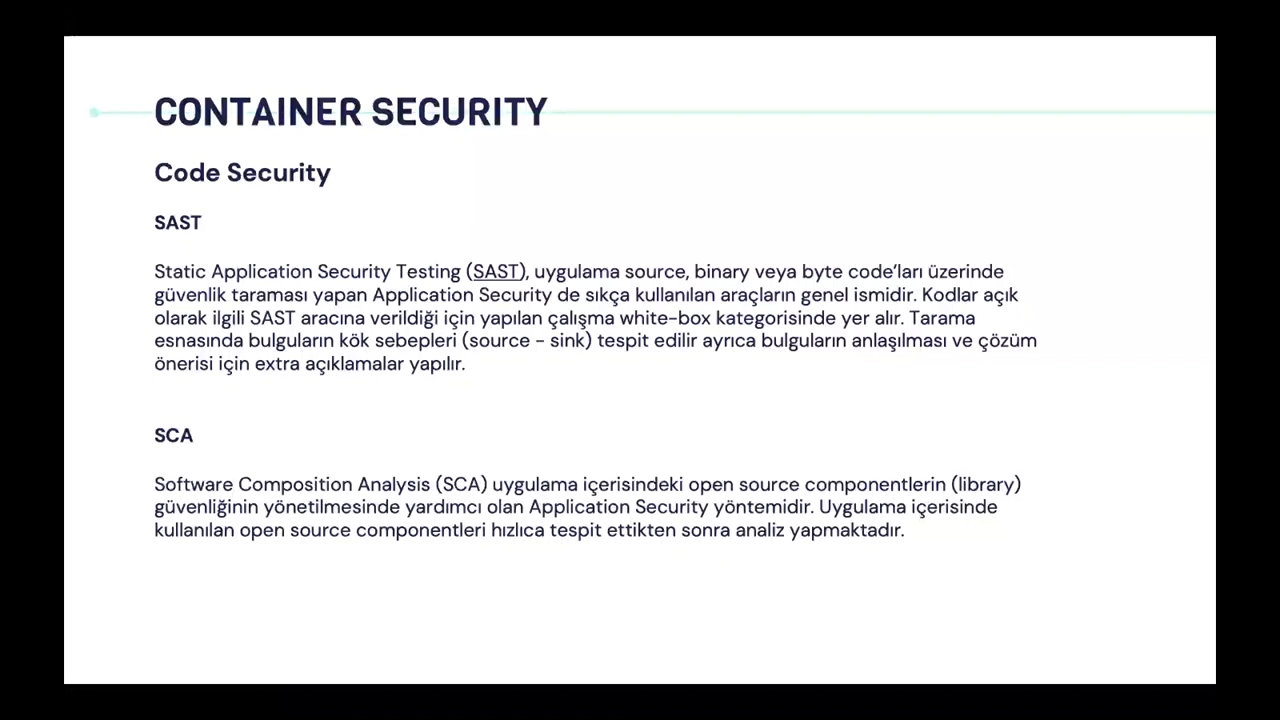 CONTAINER SECURITY
Code Security
SAST
Static Application Security Testing (SAST), uygulama source, binary veya byte code’ları üzerinde
güvenlik taraması yapan Application Security de sıkça kullanılan araçların genel ismidir. Kodlar açık
olarak ilgili SAST aracına verildiği için yapılan çalışma white-box kategorisinde yer alır. Tarama
esnasında bulguların kök sebepleri (source - sink) tespit edilir ayrıca bulguların anlaşılması ve çözüm
önerisi için extra açıklamalar yapılır.
SCA
Software Composition Analysis (SCA) uygulama içerisindeki open source componentlerin (library)
güvenliğinin yönetilmesinde yardımcı olan Application Security yöntemidir. Uygulama içerisinde
kullanılan open source componentleri hızlıca tespit ettikten sonra analiz yapmaktadır.